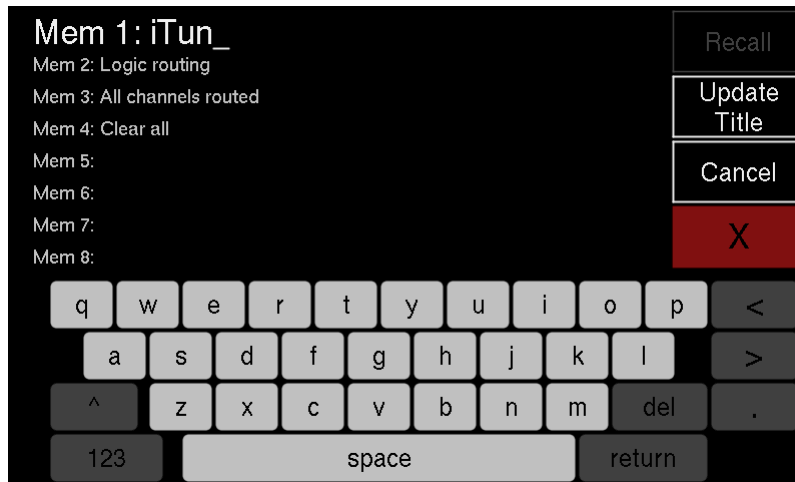 Mem 1: iTun_
Mem 2: Logic routing
Mem 3: All channels routed
Mem 4: Clear all
Mem 5:
Mem 6:
Mem 7:
Mem 8:
Recall
Update
Title
Cancel
X
q w e r t y u i o p <
a s d f g h j k l >
^ z x c v b n m del .
123 space return